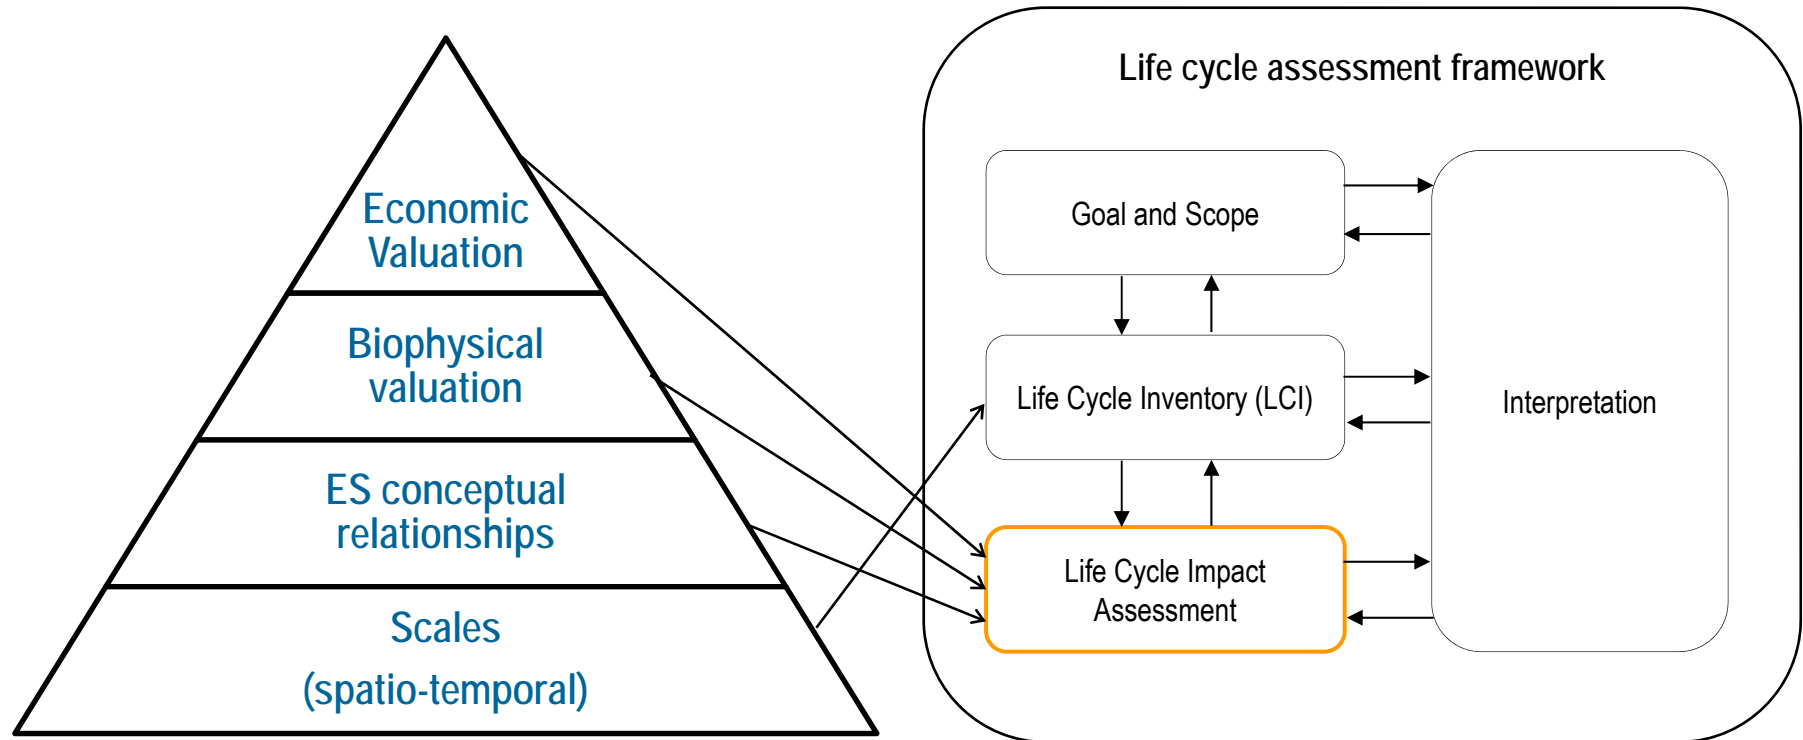 Economic
Valuation
Biophysical
valuation
ES conceptual
relationships
Scales
(spatio-temporal)
Life cycle assessment framework
Goal and Scope
Life Cycle Inventory (LCI)
Life Cycle Impact
Assessment
Interpretation